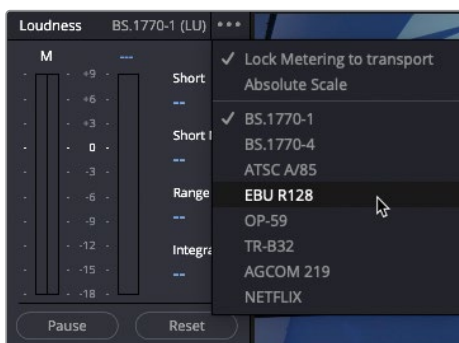 Loudness BS.1770-1 (LU) •••
M ---
+9
+6
+3
0
-3
-6
-9
-12
-15
-18
Short
--
Short
--
Range
--
--
Pause Reset
✓ Lock Metering to transport
Absolute Scale
✓ BS.1770-1
BS.1770-4
ATSC A/85
EBU R128
OP-59
TR-B32
AGCOM 219
NETFLIX